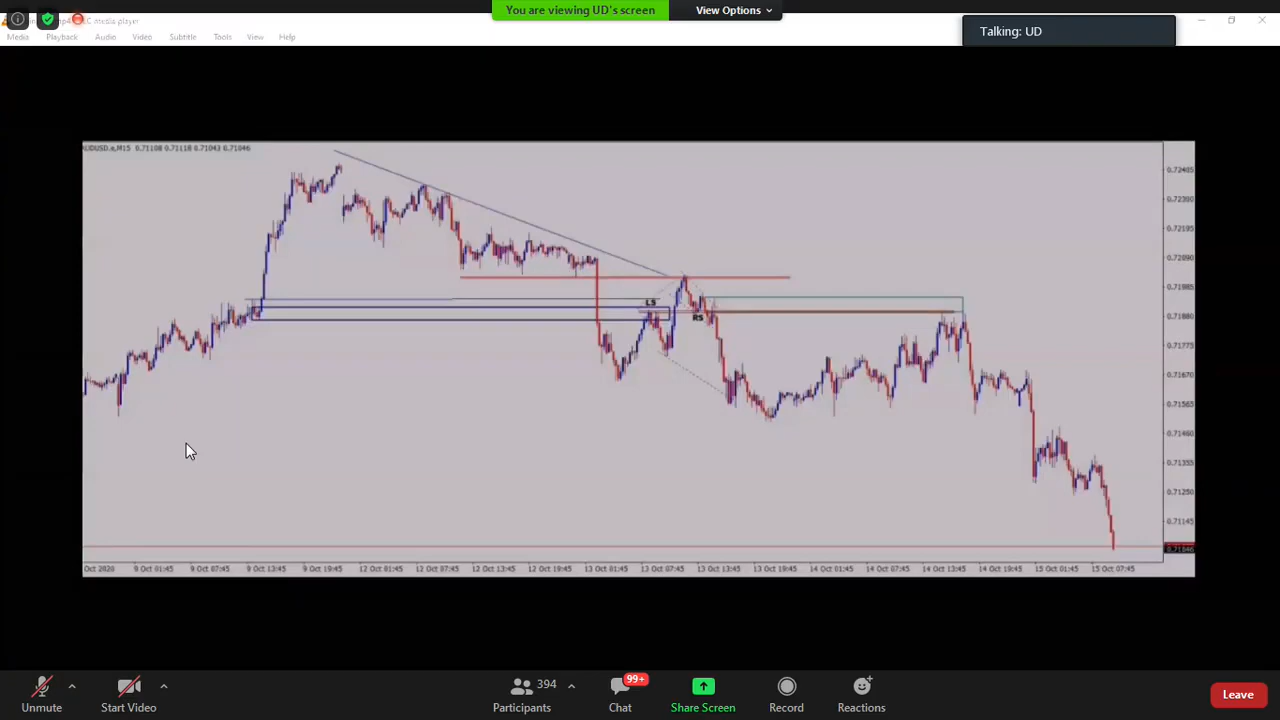 You are viewing UD's screen
View Options
Talking: UD
media player
Media Playback Audio Video Subtitle Tools View Help
M15 0.71108 0.71118 0.71043 0.71046
0.72405
0.72300
0.72195
0.72090
0.71985
0.71880
0.71775
0.71670
0.71565
0.71460
0.71355
0.71250
0.71145
0.71046
LS
RS
Oct 2020 9 Oct 01:45 9 Oct 07:45 9 Oct 13:45 9 Oct 19:45 12 Oct 01:45 12 Oct 07:45 12 Oct 13:45 12 Oct 19:45 13 Oct 01:45 13 Oct 07:45 13 Oct 13:45 13 Oct 19:45 14 Oct 01:45 14 Oct 07:45 14 Oct 13:45 14 Oct 19:45 15 Oct 01:45 15 Oct 07:45
394
99+
Unmute Start Video Participants Chat Share Screen Record Reactions Leave